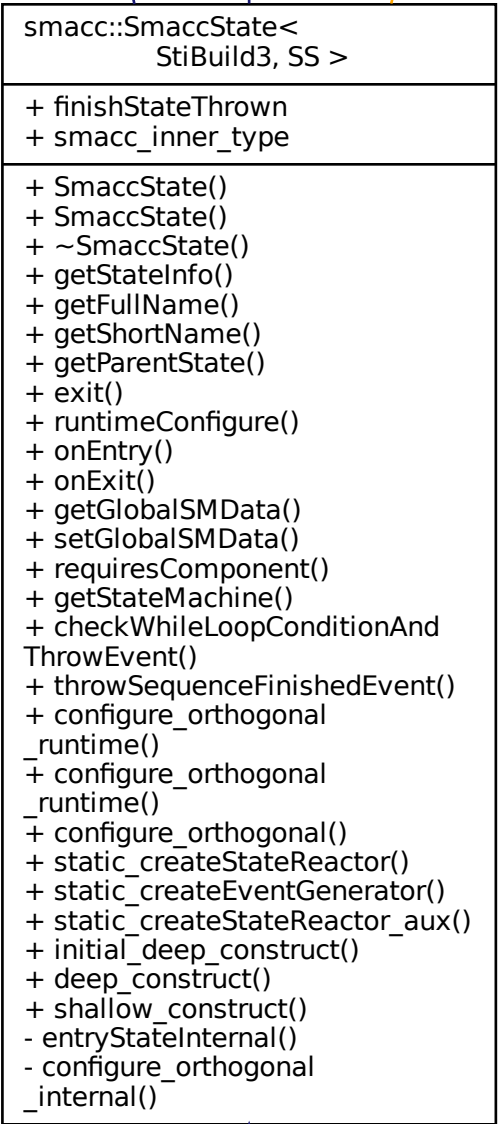 smacc::SmaccState<
StiBuild3, SS >
+ finishStateThrown
+ smacc_inner_type
+ SmaccState()
+ SmaccState()
+ ~SmaccState()
+ getStateInfo()
+ getFullName()
+ getShortName()
+ getParentState()
+ exit()
+ runtimeConfigure()
+ onEntry()
+ onExit()
+ getGlobalSMData()
+ setGlobalSMData()
+ requiresComponent()
+ getStateMachine()
+ checkWhileLoopConditionAnd
ThrowEvent()
+ throwSequenceFinishedEvent()
+ configure_orthogonal
_runtime()
+ configure_orthogonal
_runtime()
+ configure_orthogonal()
+ static_createStateReactor()
+ static_createEventGenerator()
+ static_createStateReactor_aux()
+ initial_deep_construct()
+ deep_construct()
+ shallow_construct()
- entryStateInternal()
- configure_orthogonal
_internal()